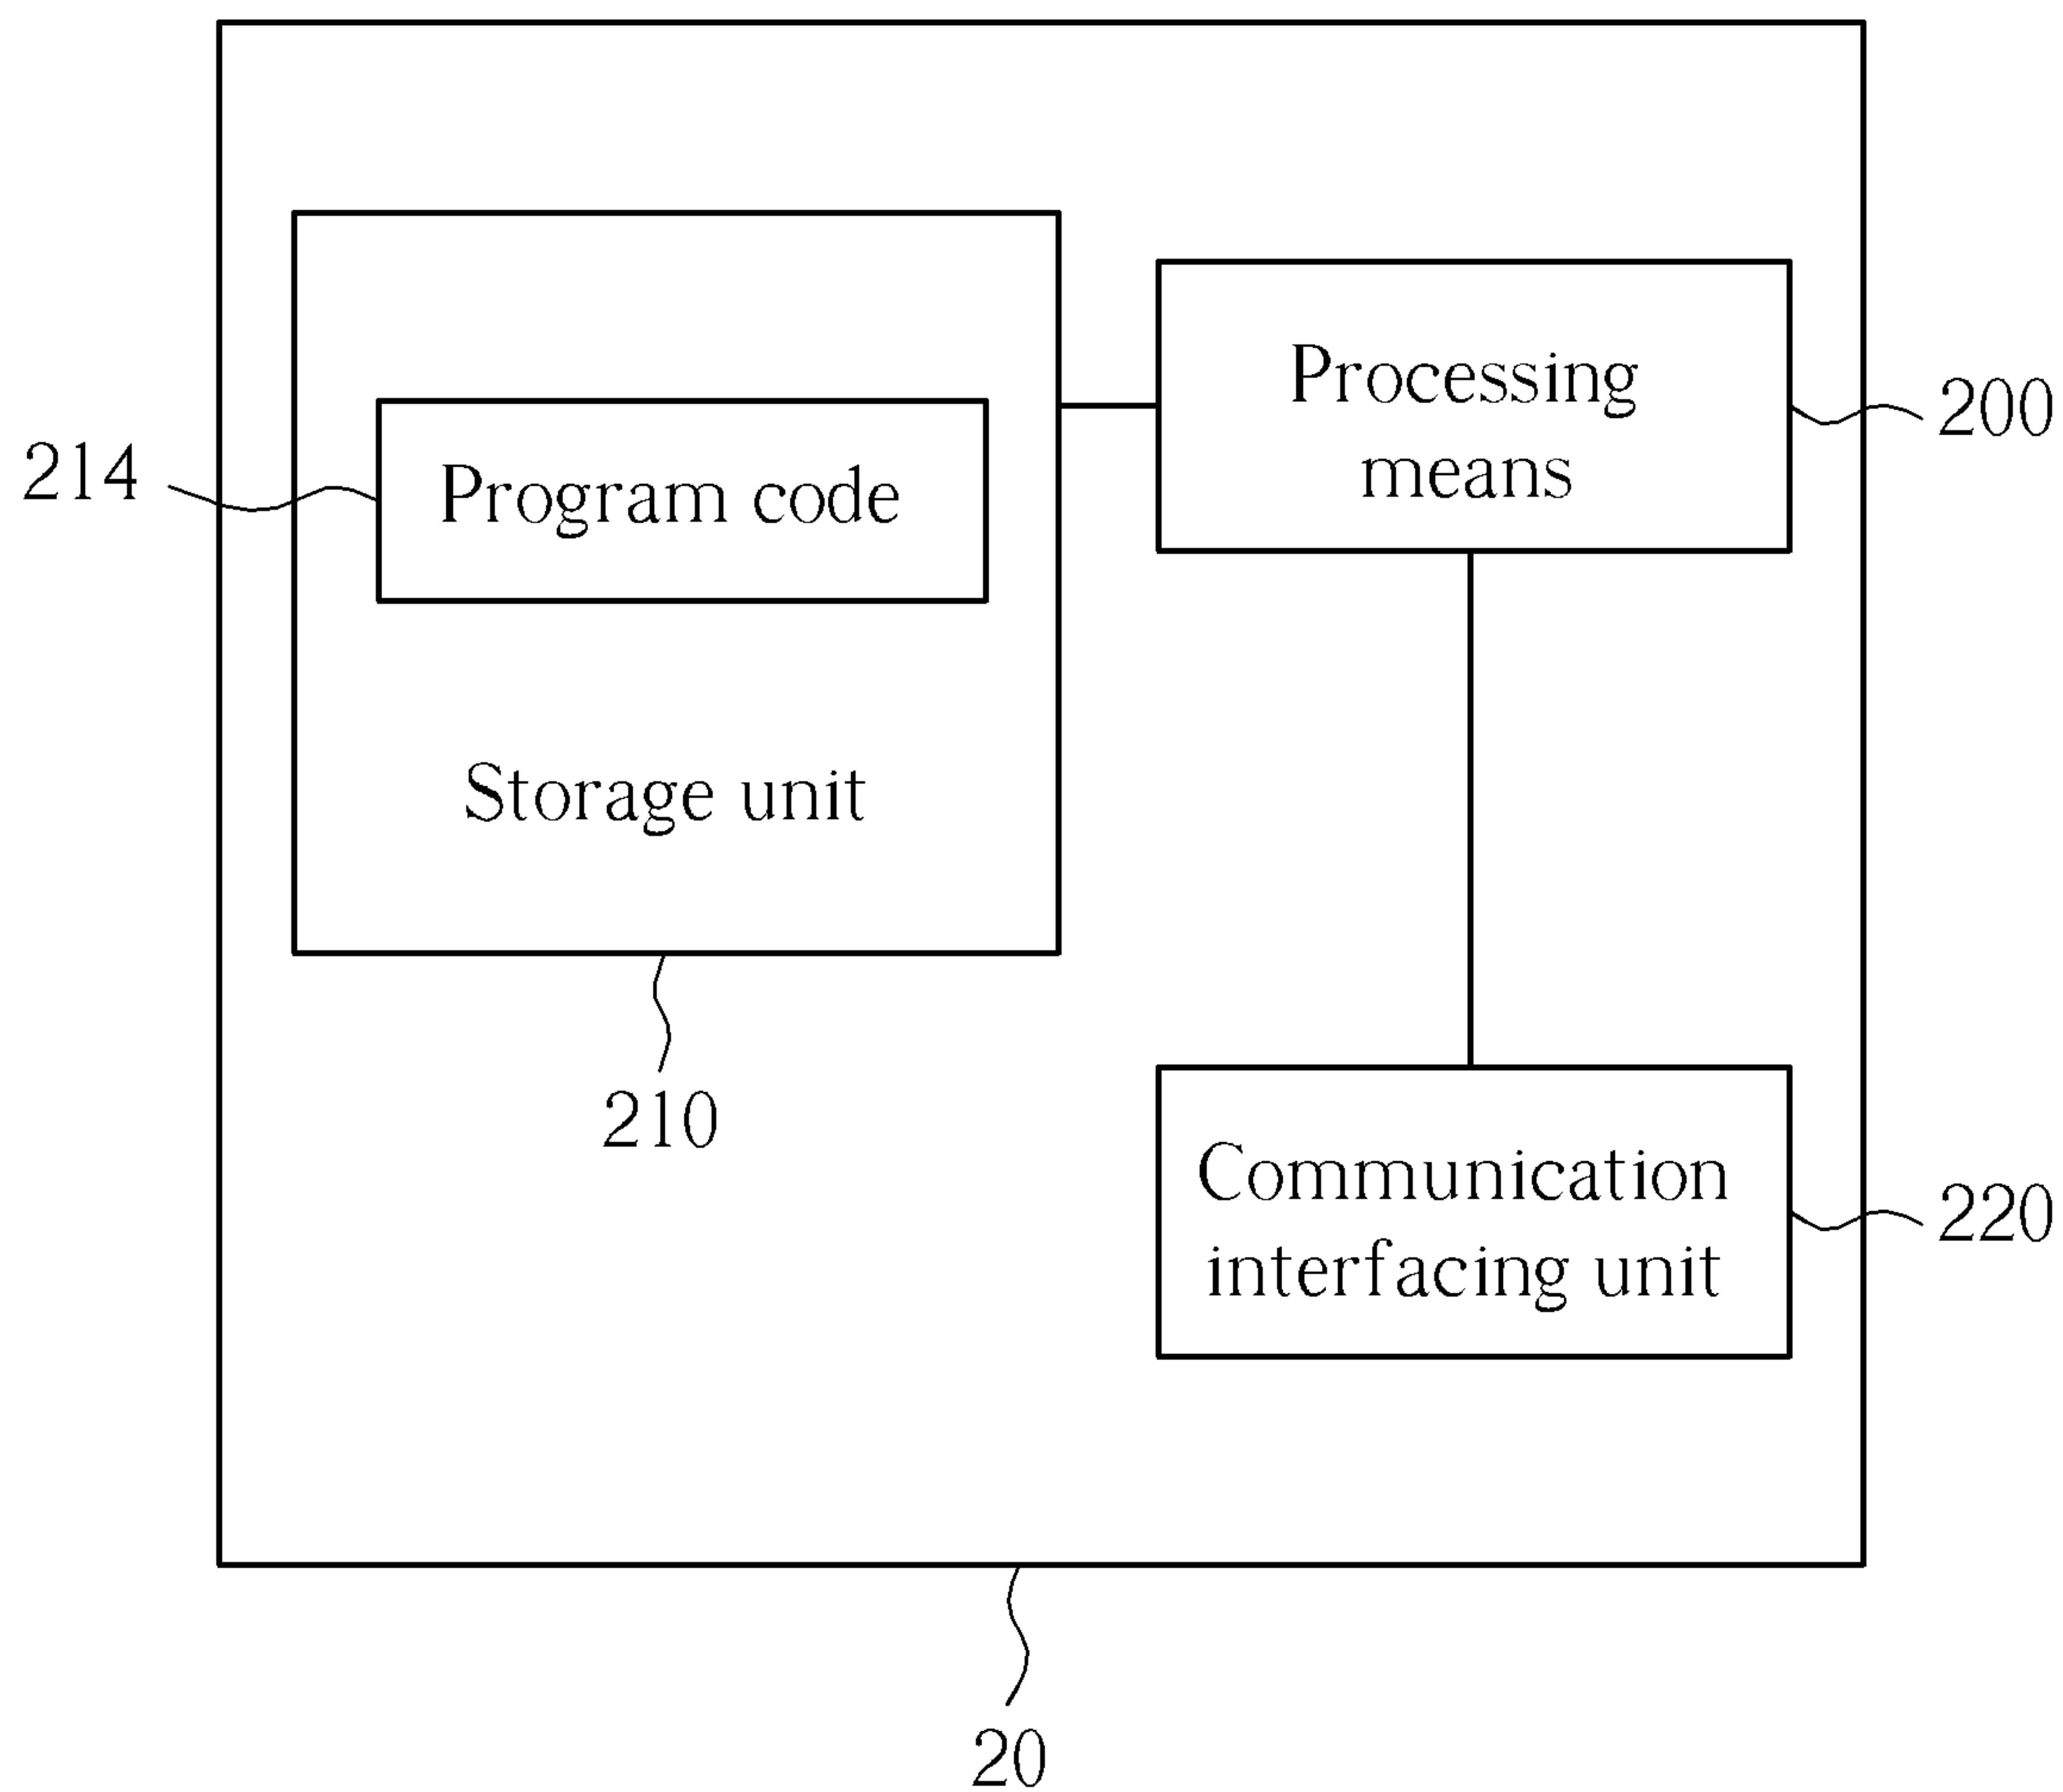 Processing
means
200
214
Program code
Storage unit
210
Communication
interfacing unit
220
20